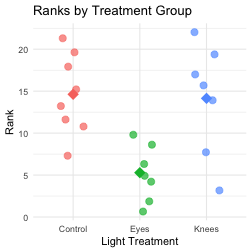 Ranks by Treatment Group
20
15
10
5
0
Rank
Control Eyes Knees
Light Treatment